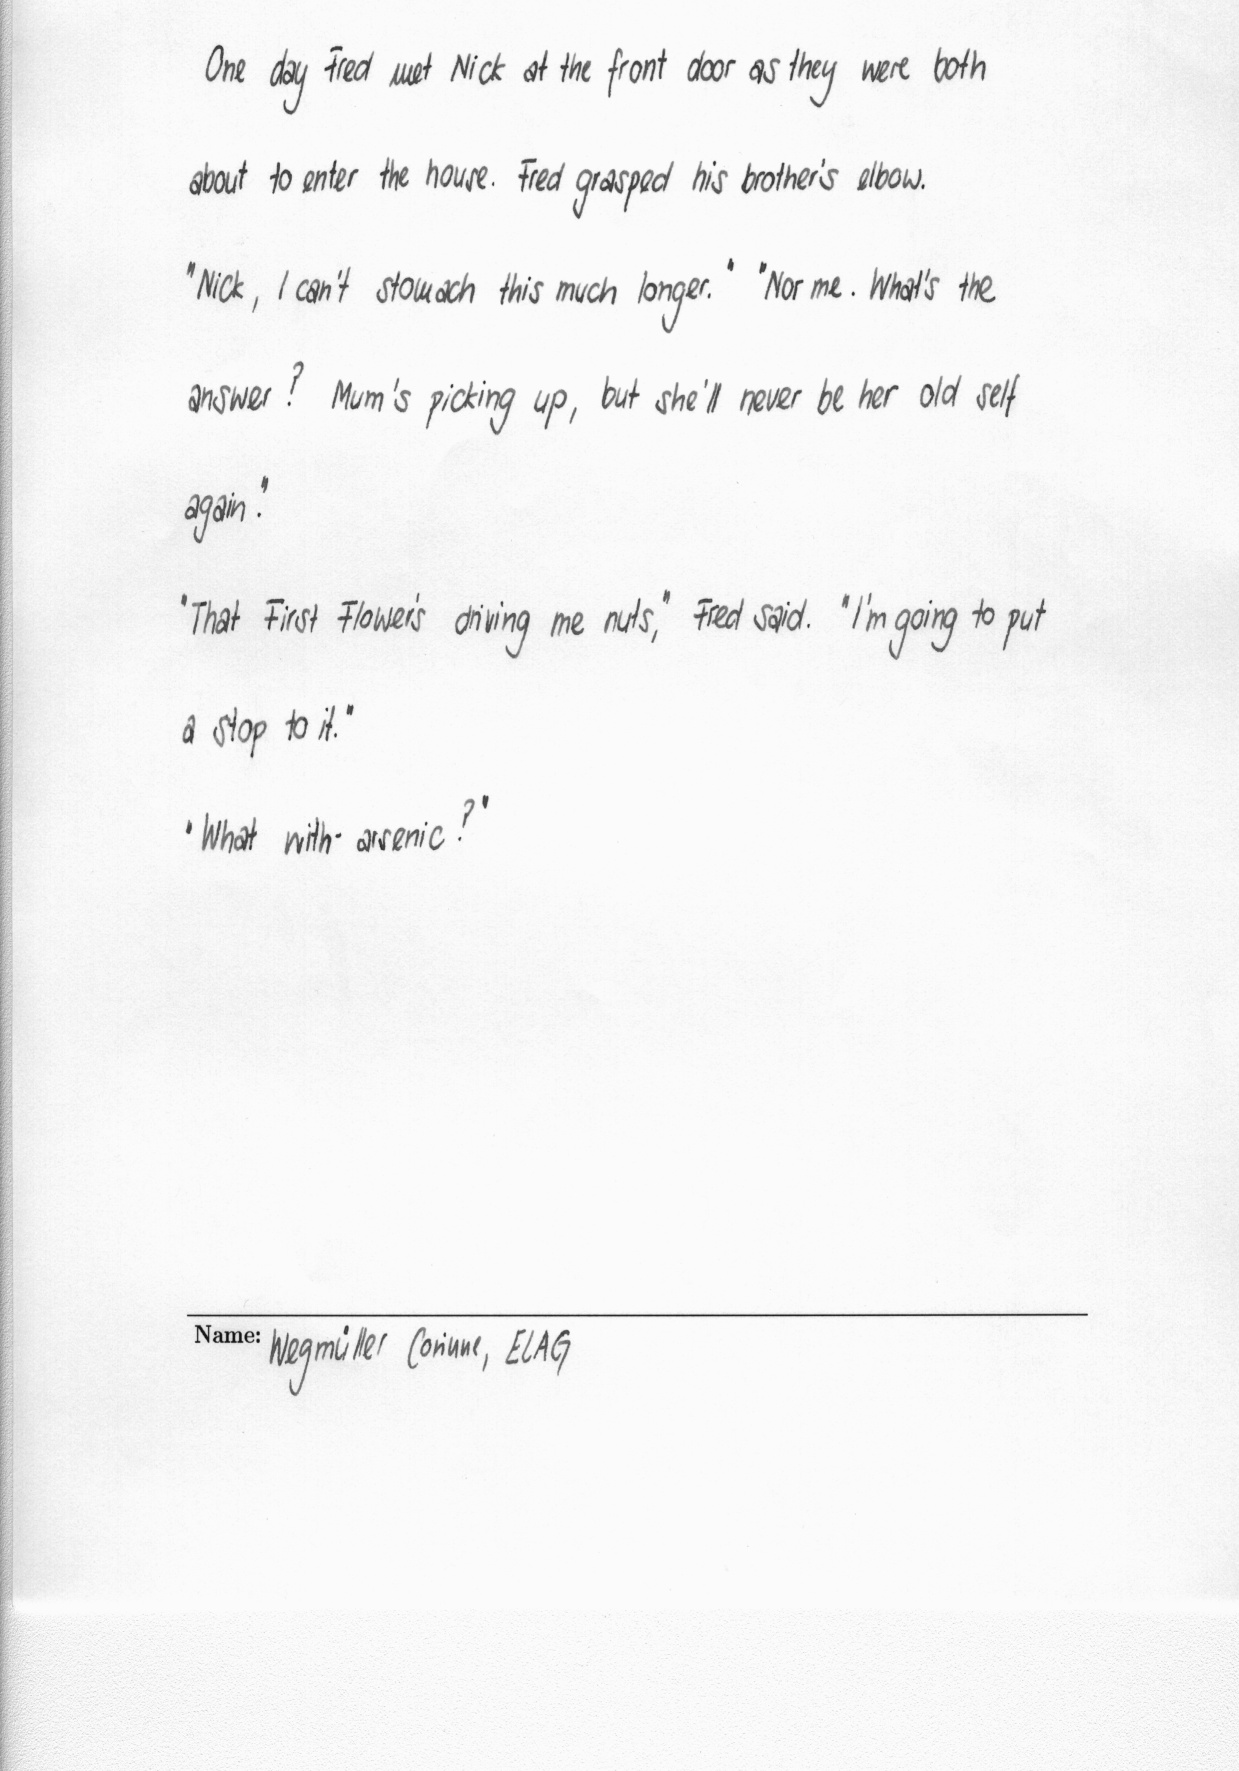 One day Fred met Nick at the front door as they were both
about to enter the house. Fred grasped his brother's elbow.
"Nick, I can't stomach this much longer." "Nor me. What's the
answer? Mum's picking up, but she'll never be her old self
again."
"That First Flower's driving me nuts," Fred said. "I'm going to put
a stop to it."
"What with - arsenic?"
Name: Wegmüller Corinne, ELAG